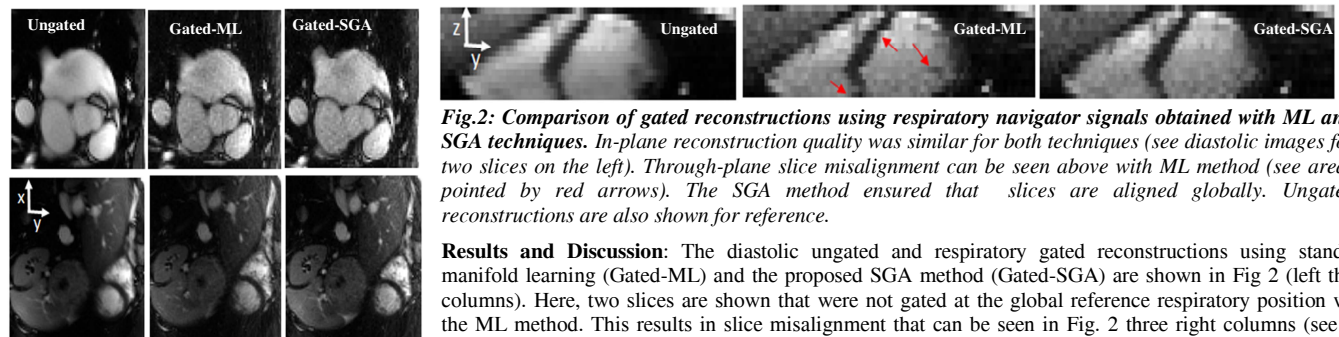 Ungated Gated-ML Gated-SGA
x
y
z
y
Ungated
Gated-ML
Gated-SGA
Fig.2: Comparison of gated reconstructions using respiratory navigator signals obtained with ML an
SGA techniques. In-plane reconstruction quality was similar for both techniques (see diastolic images fo
two slices on the left). Through-plane slice misalignment can be seen above with ML method (see area
pointed by red arrows). The SGA method ensured that slices are aligned globally. Ungate
reconstructions are also shown for reference.
Results and Discussion: The diastolic ungated and respiratory gated reconstructions using stand
manifold learning (Gated-ML) and the proposed SGA method (Gated-SGA) are shown in Fig 2 (left th
columns). Here, two slices are shown that were not gated at the global reference respiratory position w
the ML method. This results in slice misalignment that can be seen in Fig. 2 three right columns (see